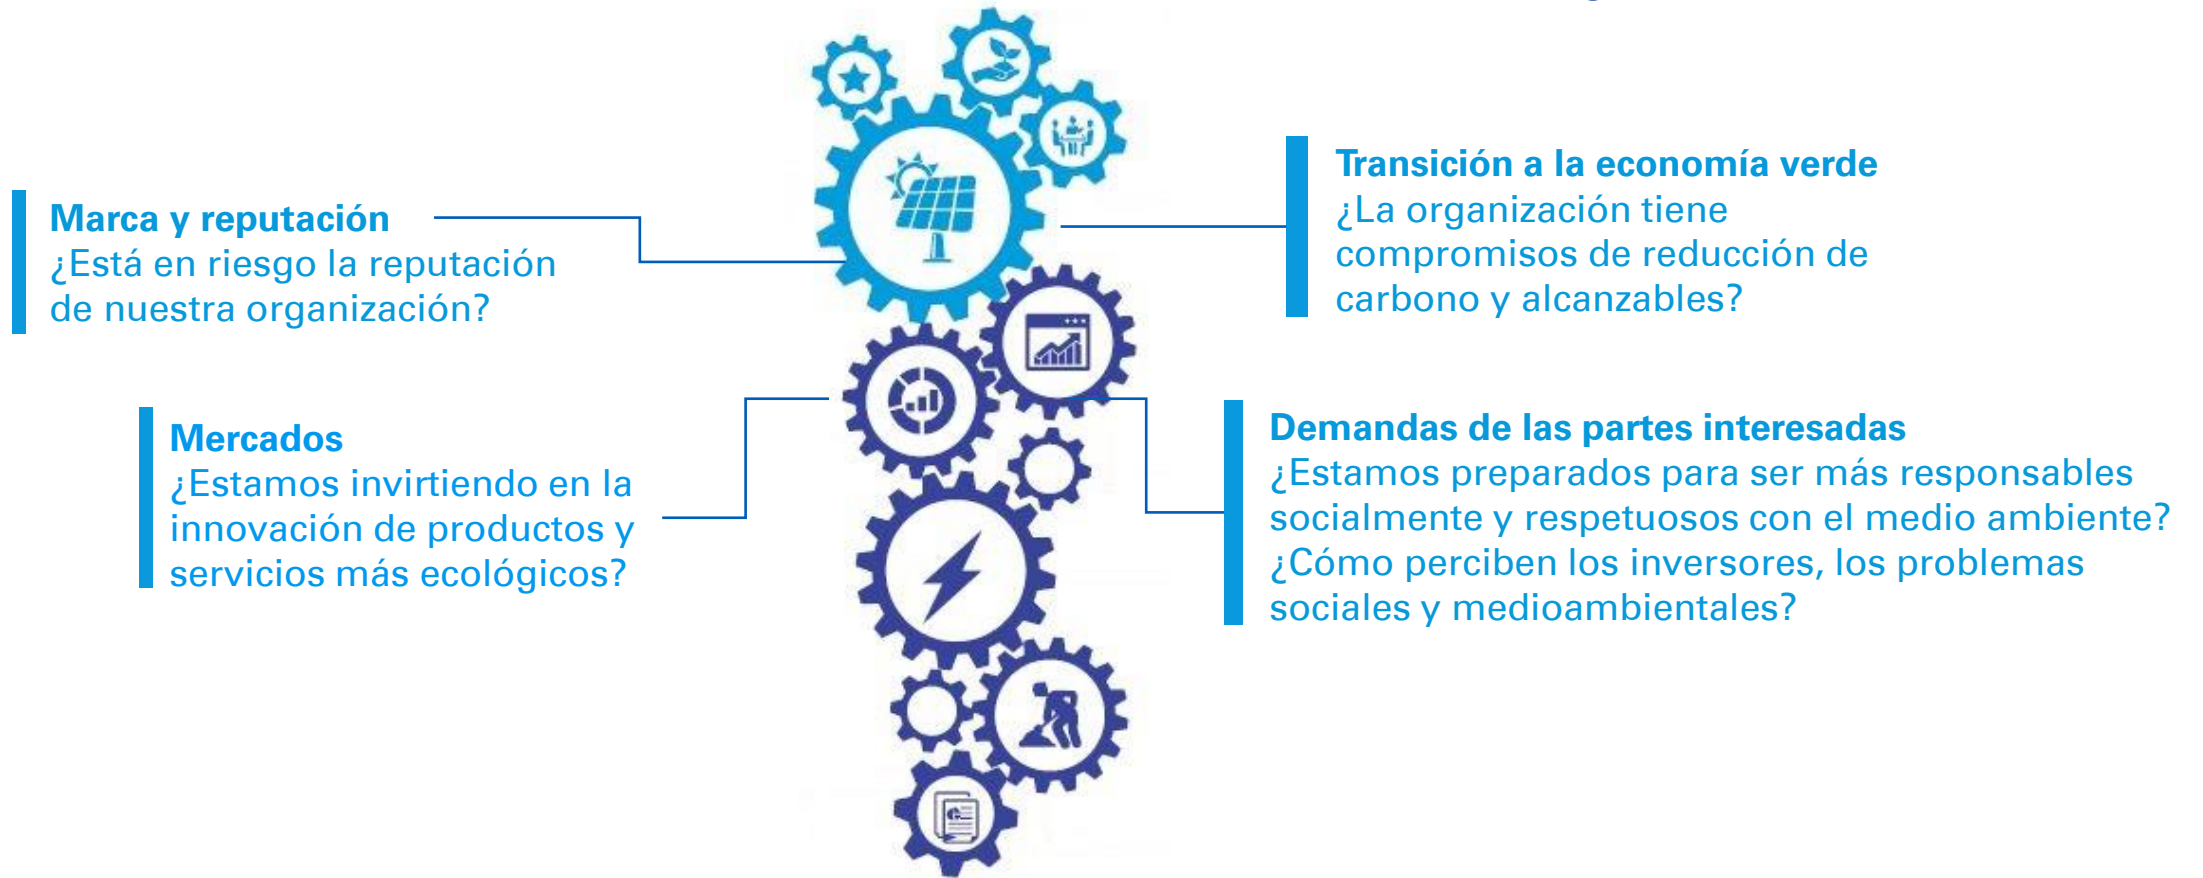 Marca y reputación
¿Está en riesgo la reputación
de nuestra organización?
Mercados
¿Estamos invirtiendo en la
innovación de productos y
servicios más ecológicos?
Transición a la economía verde
¿La organización tiene
compromisos de reducción de
carbono y alcanzables?
Demandas de las partes interesadas
¿Estamos preparados para ser más responsables
socialmente y respetuosos con el medio ambiente?
¿Cómo perciben los inversores, los problemas
sociales y medioambientales?